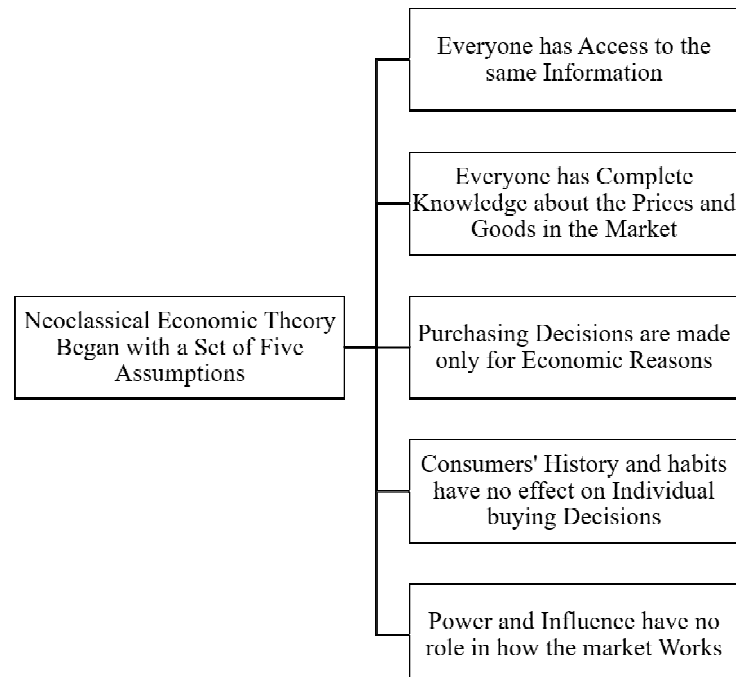 Everyone has Access to the
same Information
Everyone has Complete
Knowledge about the Prices and
Goods in the Market
Neoclassical Economic Theory
Began with a Set of Five
Assumptions
Purchasing Decisions are made
only for Economic Reasons
Consumers' History and habits
have no effect on Individual
buying Decisions
Power and Influence have no
role in how the market Works